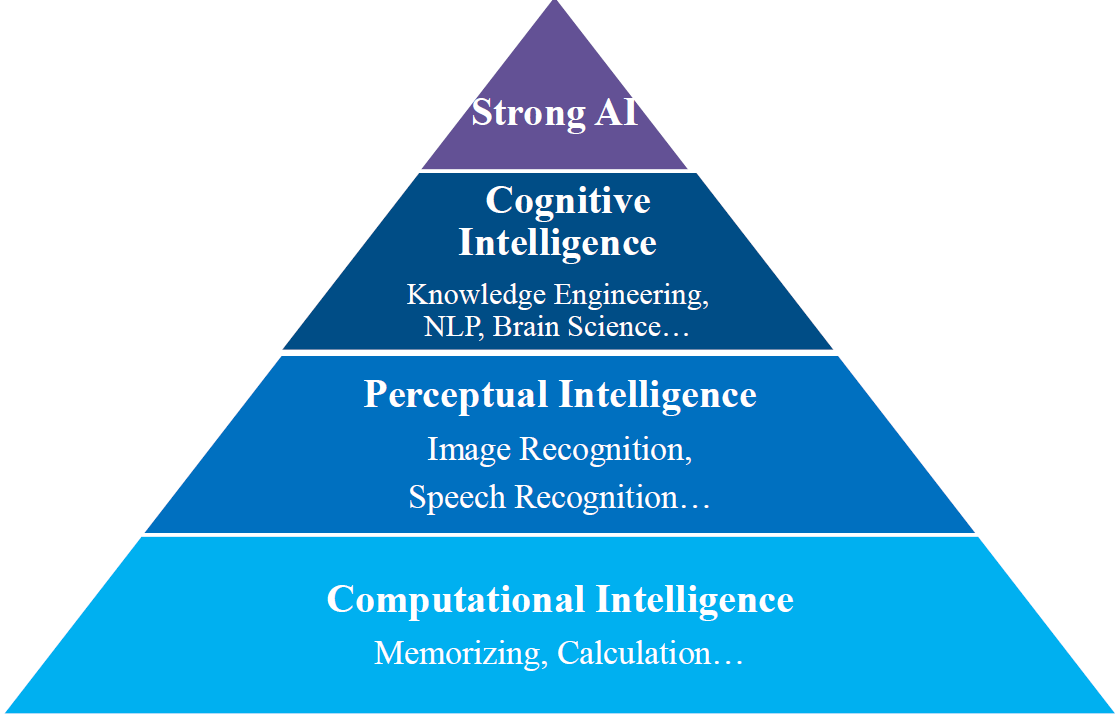 Strong AI
Cognitive
Intelligence
Knowledge Engineering,
NLP, Brain Science…
Perceptual Intelligence
Image Recognition,
Speech Recognition…
Computational Intelligence
Memorizing, Calculation…